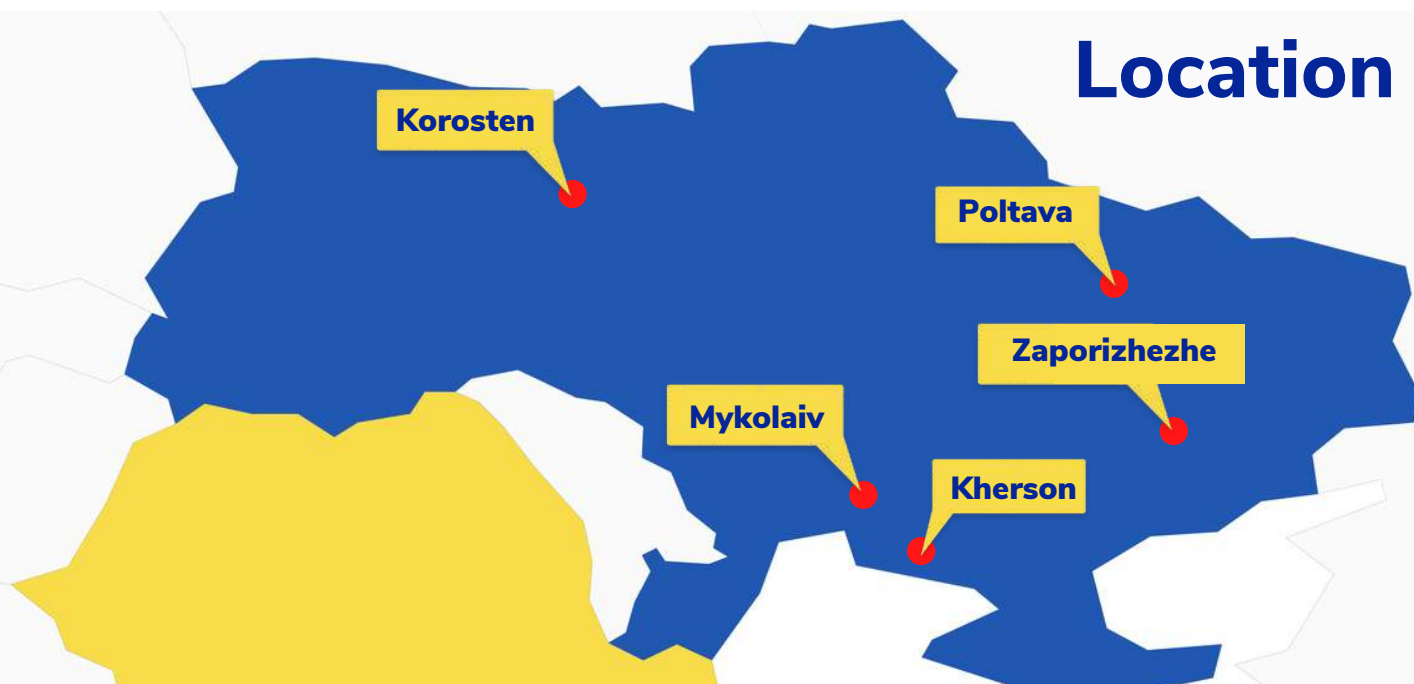 Location
Korosten
Poltava
Zaporizhezhe
Mykolaiv
Kherson